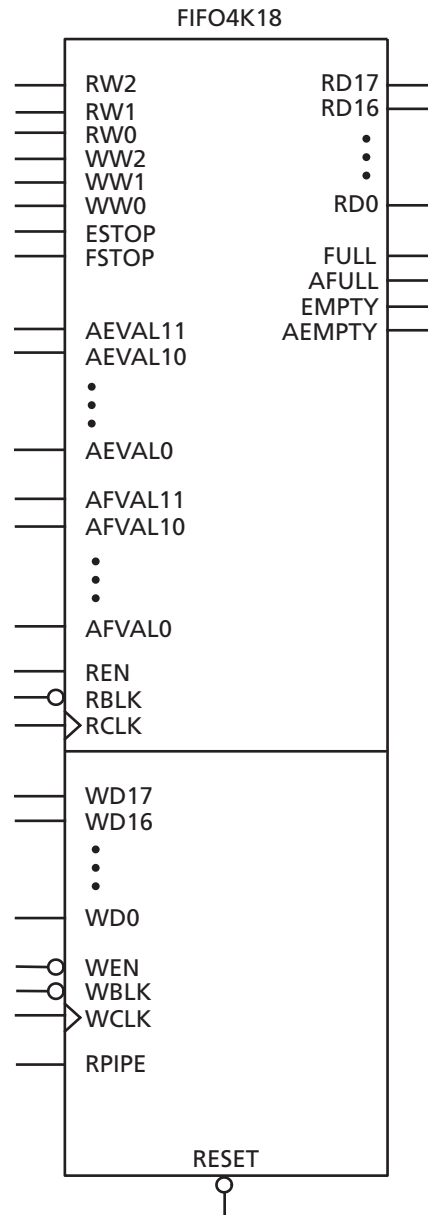 FIFO4K18
RW2
RW1
RW0
WW2
WW1
WW0
ESTOP
FSTOP
AEVAL11
AEVAL10
AEVAL0
AFVAL11
AFVAL10
AFVAL0
REN
RBLK
RCLK
RD17
RD16
RD0
FULL
AFULL
EMPTY
AEMPTY
WD17
WD16
WD0
WEN
WBLK
WCLK
RPIPE
RESET